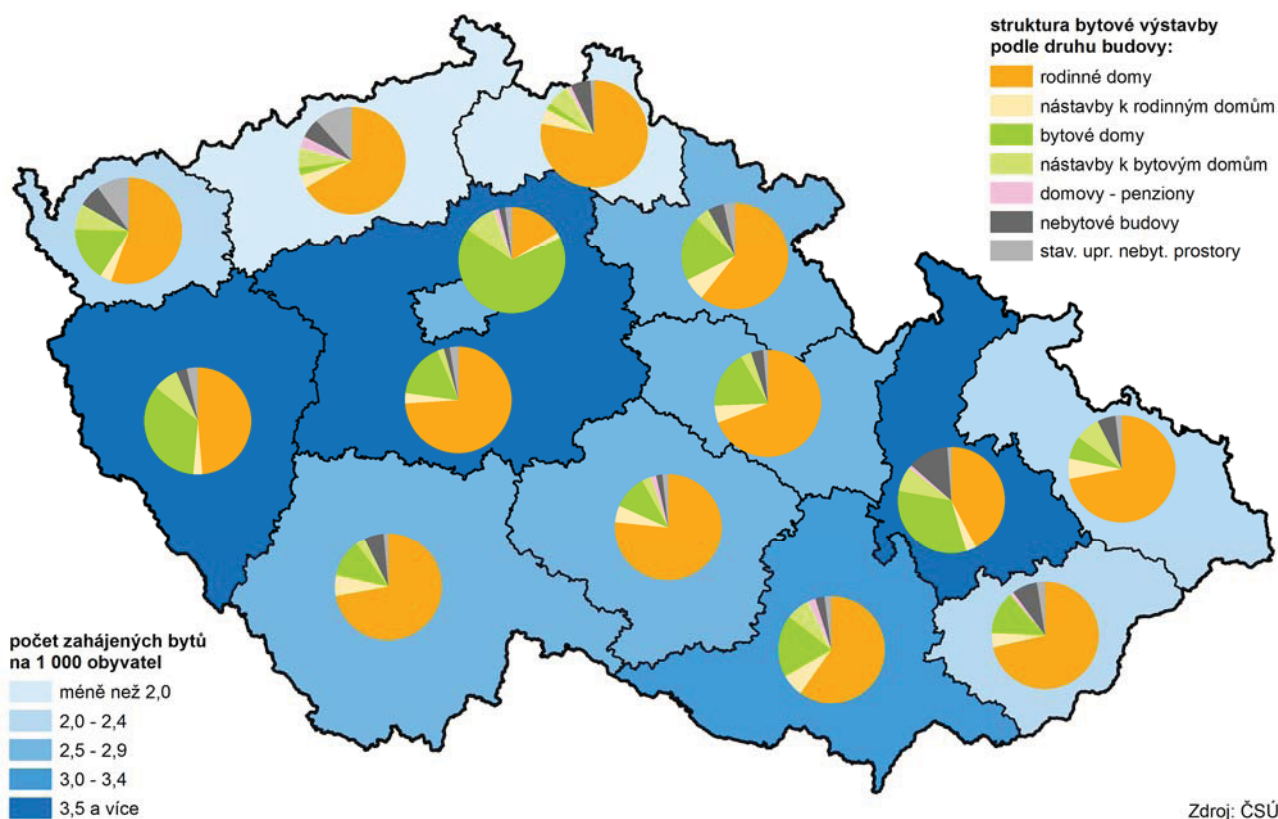 struktura bytové výstavby
podle druhu budovy:
rodinné domy
nástavby k rodinným domům
bytové domy
nástavby k bytovým domům
domovy - penziony
nebytové budovy
stav. upr. nebyt. prostory
počet zahájených bytů
na 1 000 obyvatel
méně než 2,0
2,0 - 2,4
2,5 - 2,9
3,0 - 3,4
3,5 a více
Zdroj: ČSÚ